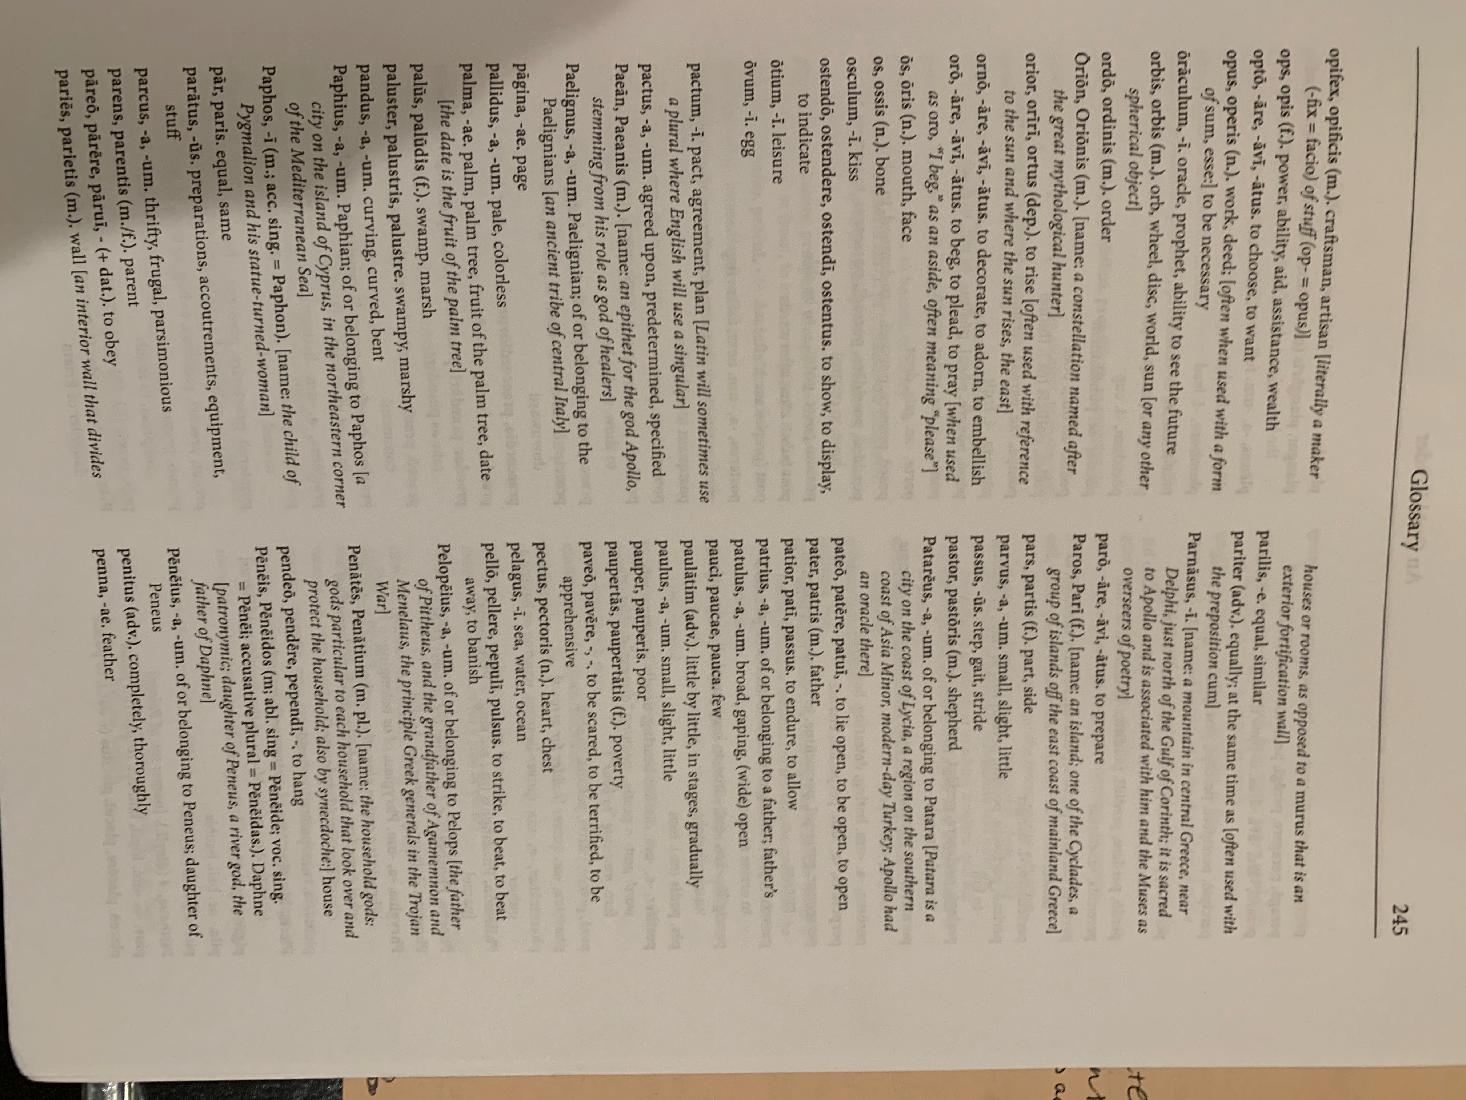 Glossary 245
opifex, opificis (m.). craftsman, artisan [literally a maker
(-fix = facio) of stuff (op- = opus)]
ops, opis (f.). power, ability, aid, assistance, wealth
optō, -āre, -āvī, -ātus. to choose, to want
opus, operis (n.). work, deed; [often when used with a form
of sum, esse:] to be necessary
ōrāculum, -ī. oracle, prophet, ability to see the future
orbis, orbis (m.). orb, wheel, disc, world, sun [or any other
spherical object]
ordō, ordinis (m.). order
Ōrīōn, Orīōnis (m.). [name: a constellation named after
the great mythological hunter]
orior, orīrī, ortus (dep.). to rise [often used with reference
to the sun and where the sun rises, the east]
ornō, -āre, -āvī, -ātus. to decorate, to adorn, to embellish
orō, -āre, -āvī, -ātus. to beg, to plead, to pray [when used
as oro, “I beg,” as an aside, often meaning “please”]
ōs, ōris (n.). mouth, face
os, ossis (n.). bone
osculum, -ī. kiss
ostendō, ostendere, ostendī, ostentus. to show, to display,
to indicate
ōtium, -ī. leisure
ōvum, -ī. egg
pactum, -ī. pact, agreement, plan [Latin will sometimes use
a plural where English will use a singular]
pactus, -a, -um. agreed upon, predetermined, specified
Paeān, Paeanis (m.). [name: an epithet for the god Apollo,
stemming from his role as god of healers]
Paelignus, -a, -um. Paelignian; of or belonging to the
Paelignians [an ancient tribe of central Italy]
pāgina, -ae. page
pallidus, -a, -um. pale, colorless
palma, -ae. palm, palm tree, fruit of the palm tree, date
[the date is the fruit of the palm tree]
palūs, palūdis (f.). swamp, marsh
paluster, palustris, palustre. swampy, marshy
pandus, -a, -um. curving, curved, bent
Paphius, -a, -um. Paphian; of or belonging to Paphos [a
city on the island of Cyprus, in the northeastern corner
of the Mediterranean Sea]
Paphos, -ī (m.; acc. sing. = Paphon). [name: the child of
Pygmalion and his statue-turned-woman]
pār, paris. equal, same
parātus, -ūs. preparations, accoutrements, equipment,
stuff
parcus, -a, -um. thrifty, frugal, parsimonious
parens, parentis (m./f.). parent
pāreō, pārēre, pāruī, - (+ dat.). to obey
pariēs, parietis (m.). wall [an interior wall that divides
houses or rooms, as opposed to a murus that is an
exterior fortification wall]
parilis, -e. equal, similar
pariter (adv.). equally; at the same time as [often used with
the preposition cum]
Parnāsus, -ī. [name: a mountain in central Greece, near
Delphi, just north of the Gulf of Corinth; it is sacred
to Apollo and is associated with him and the Muses as
overseers of poetry]
parō, -āre, -āvi, -ātus. to prepare
Paros, Parī (f.). [name: an island; one of the Cyclades, a
group of islands off the east coast of mainland Greece]
pars, partis (f.). part, side
parvus, -a, -um. small, slight, little
passus, -ūs. step, gait, stride
pastor, pastōris (m.). shepherd
Patarēus, -a, -um. of or belonging to Patara [Patara is a
city on the coast of Lycia, a region on the southern
coast of Asia Minor, modern-day Turkey; Apollo had
an oracle there]
pateō, patēre, patuī, -. to lie open, to be open, to open
pater, patris (m.). father
patior, patī, passus. to endure, to allow
patrius, -a, -um. of or belonging to a father; father's
patulus, -a, -um. broad, gaping, (wide) open
pauci, paucae, pauca. few
paulātim (adv.). little by little, in stages, gradually
paulus, -a, -um. small, slight, little
pauper, pauperis. poor
paupertās, paupertātis (f.). poverty
paveō, pavēre, -, -. to be scared, to be terrified, to be
apprehensive
pectus, pectoris (n.). heart, chest
pelagus, -ī. sea, water, ocean
pellō, pellere, pepulī, pulsus. to strike, to beat, to beat
away, to banish
Pelopēius, -a, -um. of or belonging to Pelops [the father
of Pittheus, and the grandfather of Agamemnon and
Menelaus, the principle Greek generals in the Trojan
War]
Penātēs, Penātium (m. pl.). [name: the household gods:
gods particular to each household that look over and
protect the household; also by synecdoche:] house
pendeō, pendēre, pependī, -. to hang
Pēnēis, Pēnēidos (m; abl. sing = Pēnēide; voc. sing.
= Pēnēi; accusative plural = Pēnēidas.). Daphne
[patronymic; daughter of Peneus, a river god, the
father of Daphne]
Pēnēius, -a, -um. of or belonging to Peneus; daughter of
Peneus
penitus (adv.). completely, thoroughly
penna, -ae. feather